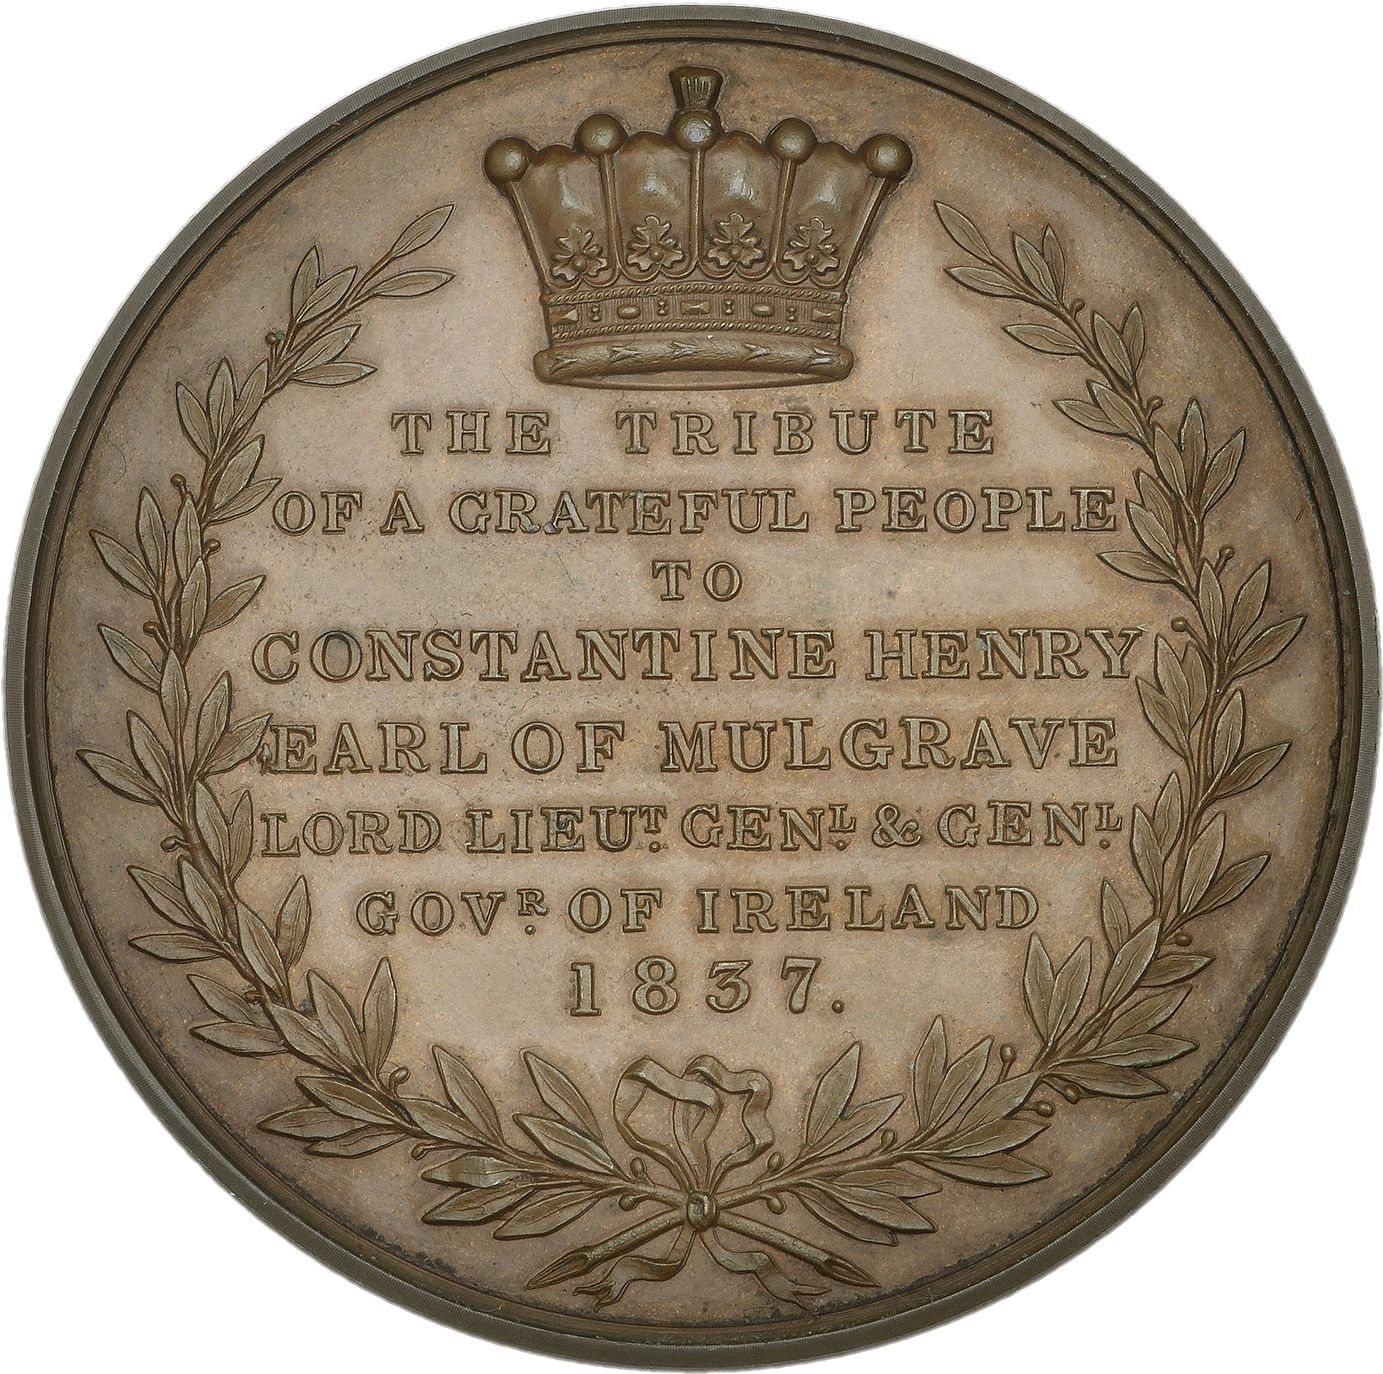 THE TRIBUTE
OF A GRATEFUL PEOPLE
TO
CONSTANTINE HENRY
EARL OF MULGRAVE
LORD LIEUT. GENL. & GENL.
GOVR. OF IRELAND
1837.